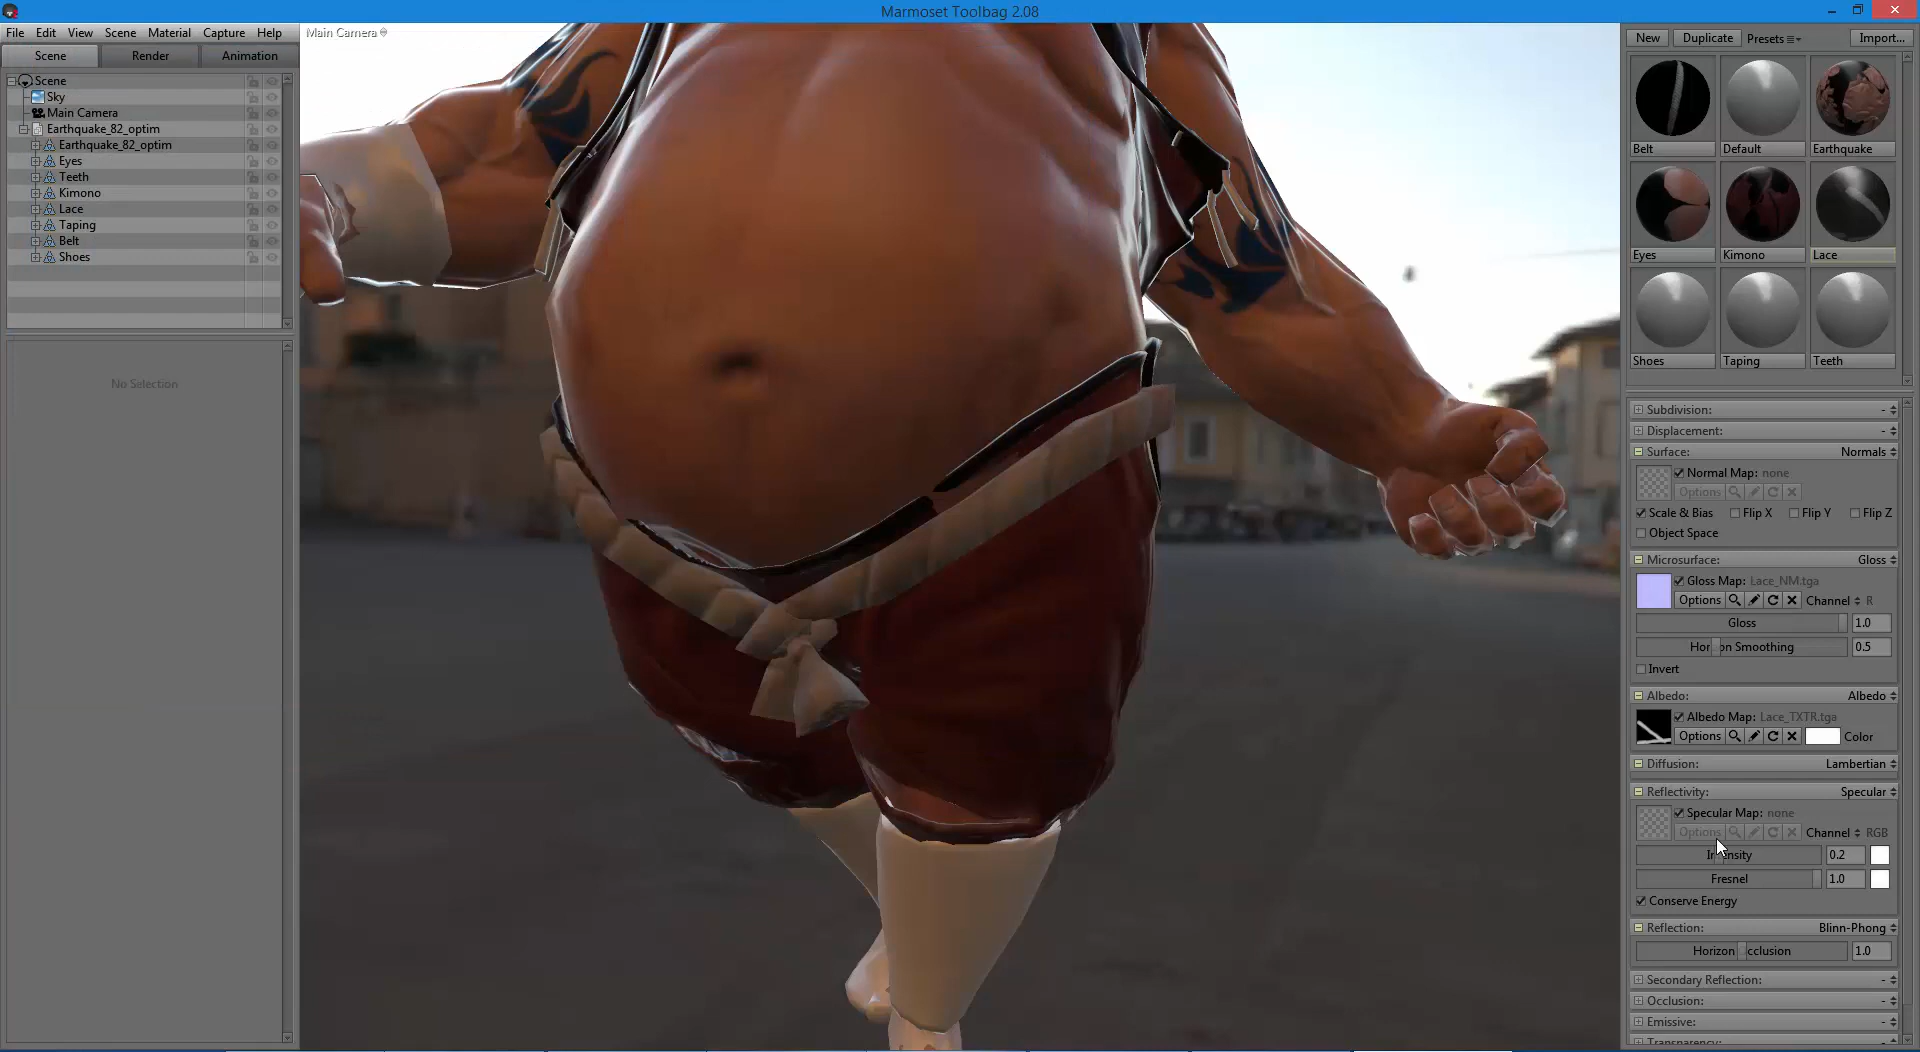 Marmoset Toolbag 2.08
File Edit View Scene Material Capture Help
Scene Render Animation
Scene
Sky
Main Camera
Earthquake_82_optim
Earthquake_82_optim
Eyes
Teeth
Kimono
Lace
Taping
Belt
Shoes
No Selection
Main Camera
New Duplicate Presets Import...
Belt Default Earthquake
Eyes Kimono Lace
Shoes Taping Teeth
Subdivision: -
Displacement: -
Surface: Normals
Normal Map: none
Options
Scale & Bias Flip X Flip Y Flip Z
Object Space
Microsurface: Gloss
Gloss Map: Lace_NM.tga
Options Channel R
Gloss 1.0
Horizon Smoothing 0.5
Invert
Albedo: Albedo
Albedo Map: Lace_TXTR.tga
Options Color
Diffusion: Lambertian
Reflectivity: Specular
Specular Map: none
Options Channel RGB
Intensity 0.2
Fresnel 1.0
Conserve Energy
Reflection: Blinn-Phong
Horizon Occlusion 1.0
Secondary Reflection: -
Occlusion: -
Emissive: -
Transparency: -